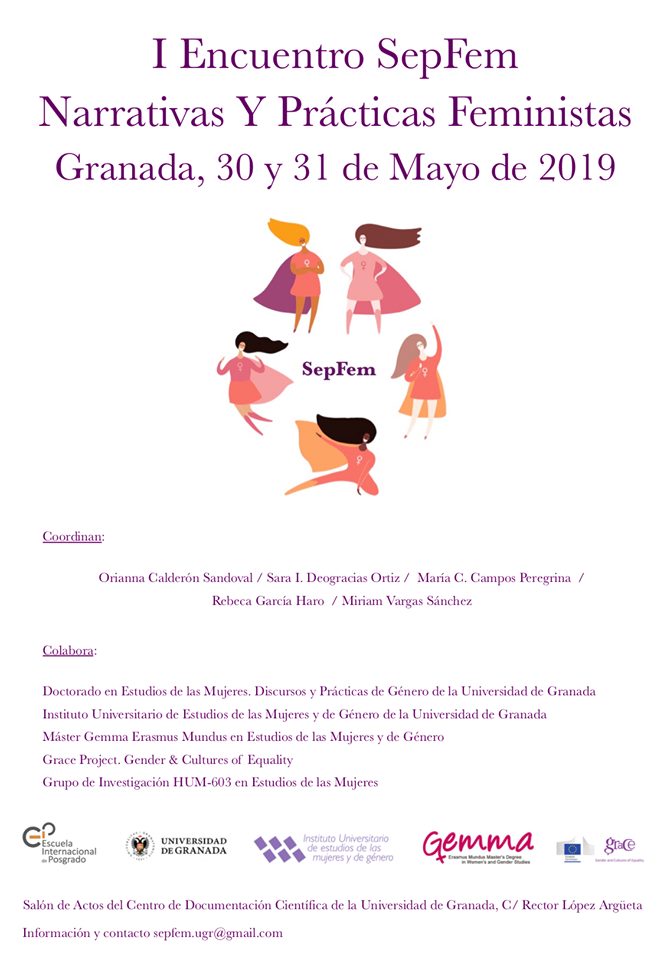 I Encuentro SepFem
Narrativas Y Prácticas Feministas
Granada, 30 y 31 de Mayo de 2019
SepFem
Coordinan:
Orianna Calderón Sandoval / Sara I. Deogracias Ortiz / María C. Campos Peregrina /
Rebeca García Haro / Miriam Vargas Sánchez
Colabora:
Doctorado en Estudios de las Mujeres. Discursos y Prácticas de Género de la Universidad de Granada
Instituto Universitario de Estudios de las Mujeres y de Género de la Universidad de Granada
Máster Gemma Erasmus Mundus en Estudios de las Mujeres y de Género
Grace Project. Gender & Cultures of Equality
Grupo de Investigación HUM-603 en Estudios de las Mujeres
Escuela
Internacional
de Posgrado
UNIVERSIDAD
DE GRANADA
Instituto Universitario
de estudios de las
mujeres y de género
Gemma
Erasmus Mundus Master's Degree
in Women's and Gender Studies
grace
Gender and Cultures of Equality
Salón de Actos del Centro de Documentación Científica de la Universidad de Granada, C/ Rector López Argüeta
Información y contacto sepfem.ugr@gmail.com